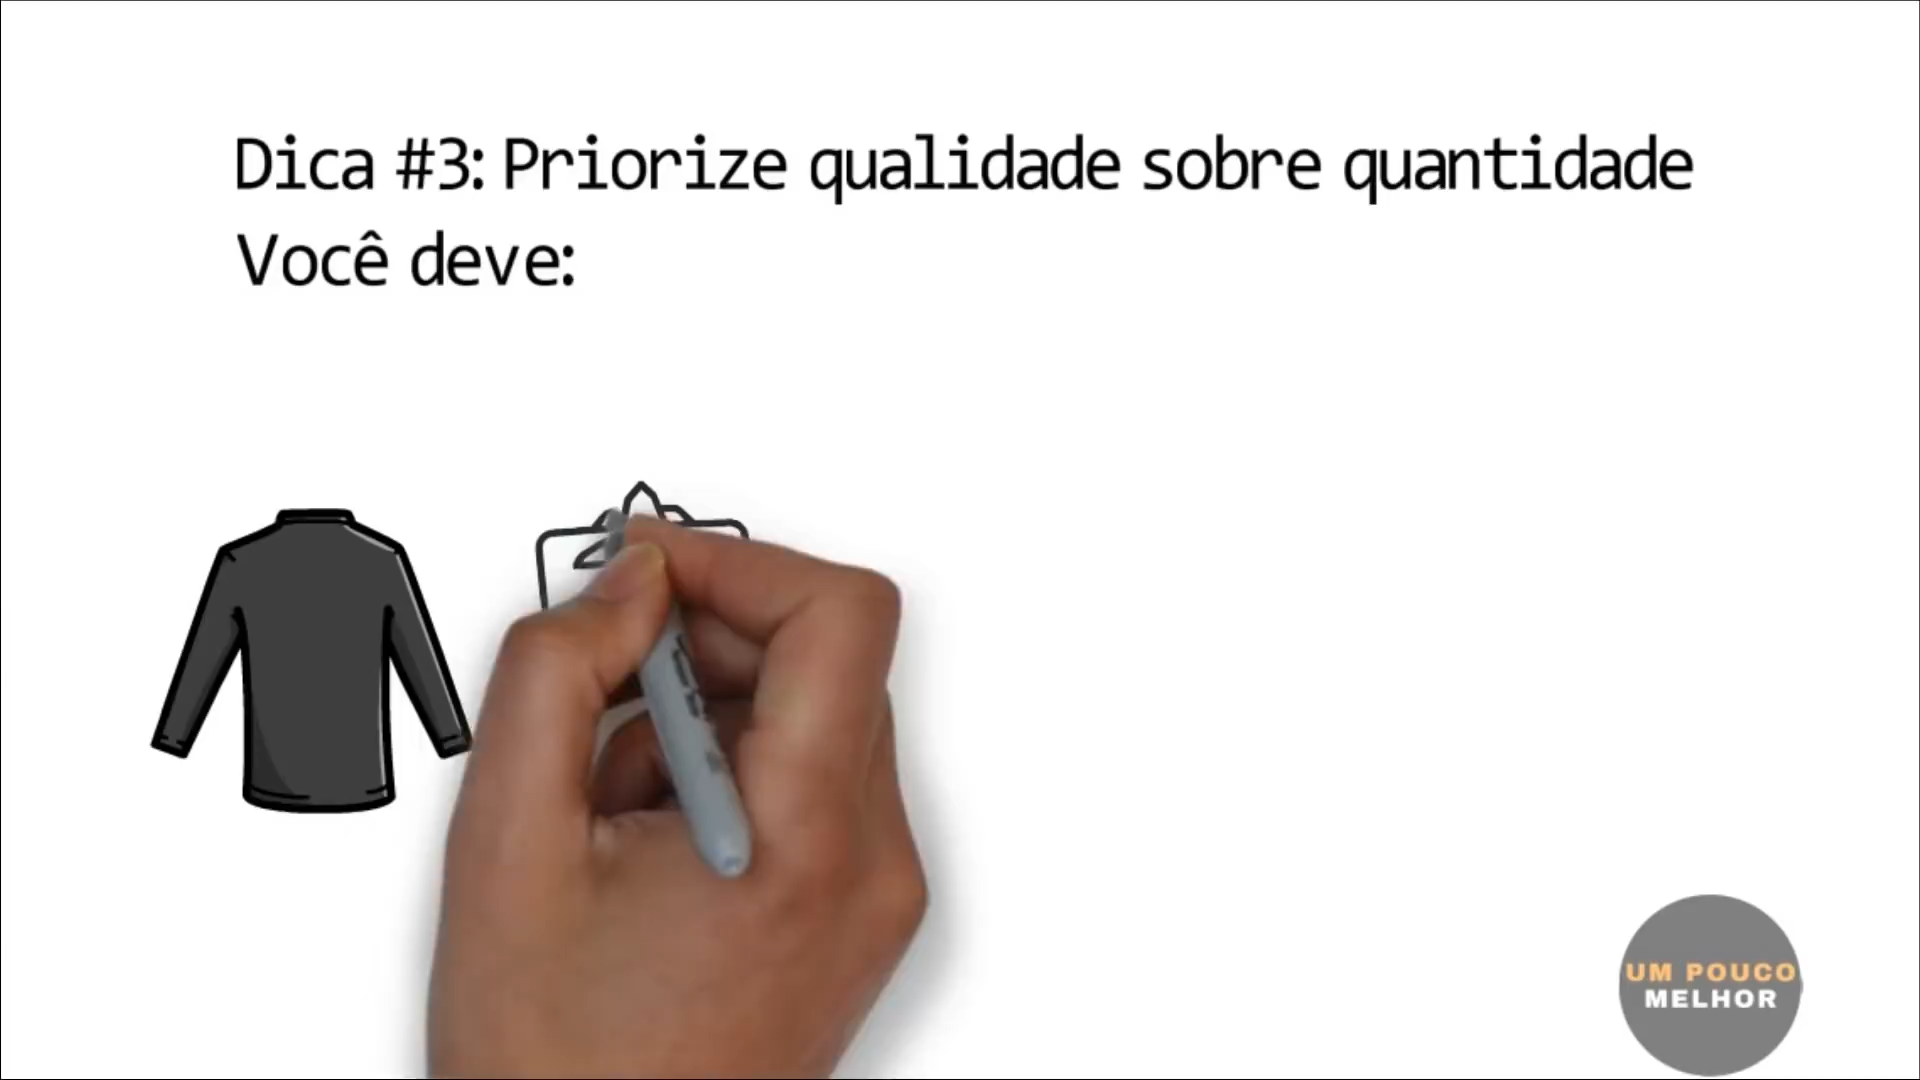 Dica #3: Priorize qualidade sobre quantidade
Você deve:
UM POUCO
MELHOR